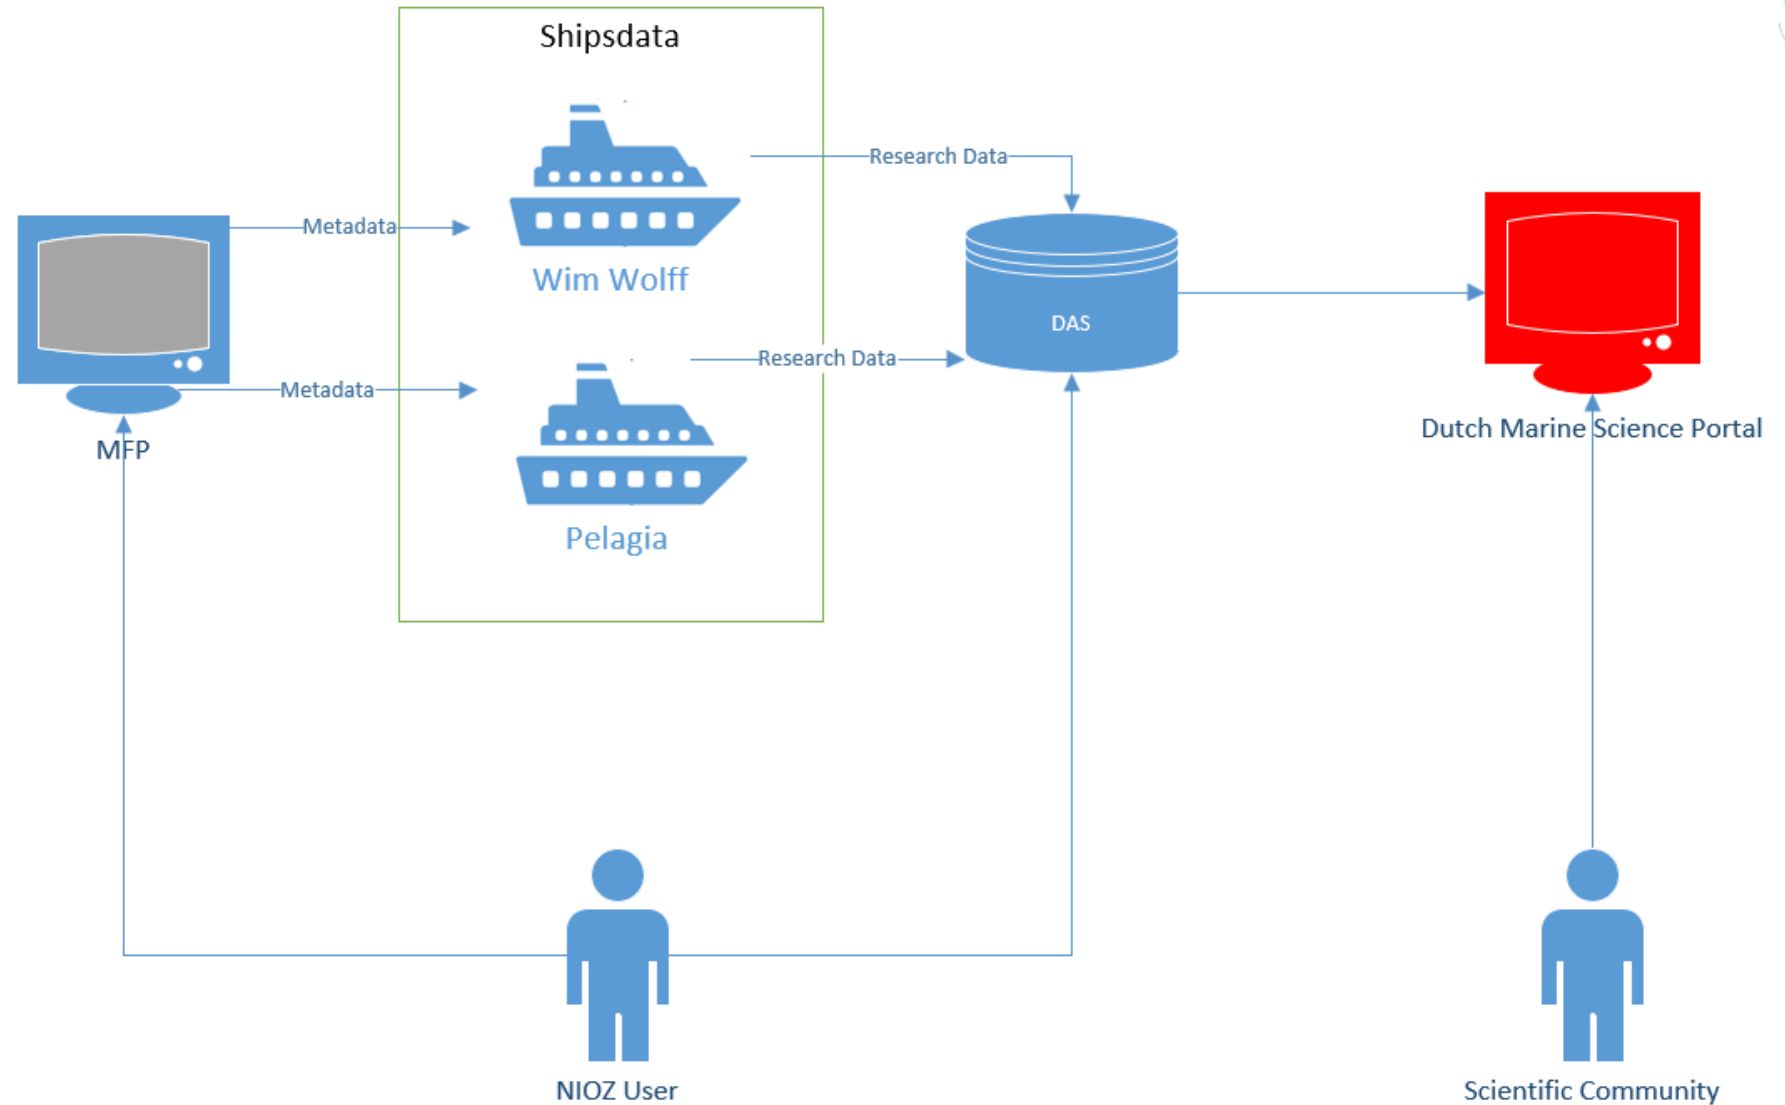 Shipsdata
Research Data
Metadata
Wim Wolff
DAS
Research Data
Metadata
MFP
Dutch Marine Science Portal
Pelagia
NIOZ User
Scientific Community